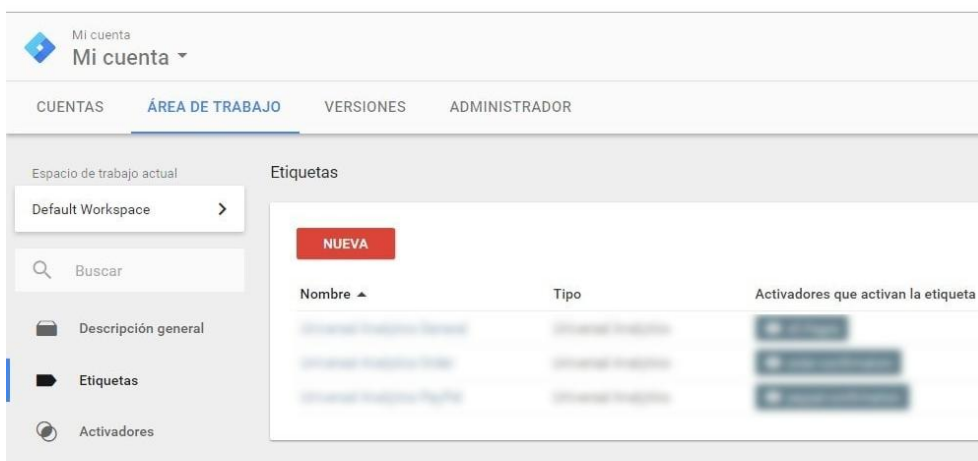 Mi cuenta
Mi cuenta
CUENTAS ÁREA DE TRABAJO VERSIONES ADMINISTRADOR
Espacio de trabajo actual
Etiquetas
Default Workspace
NUEVA
Buscar
Nombre Tipo Activadores que activan la etiqueta
Descripción general
Etiquetas
Activadores